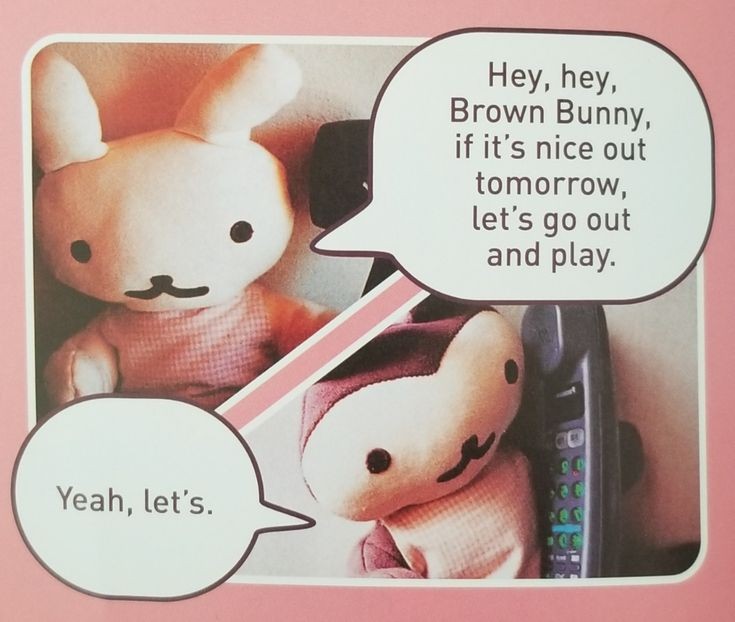 Hey, hey,
Brown Bunny,
if it's nice out
tomorrow,
let's go out
and play.
Yeah, let's.